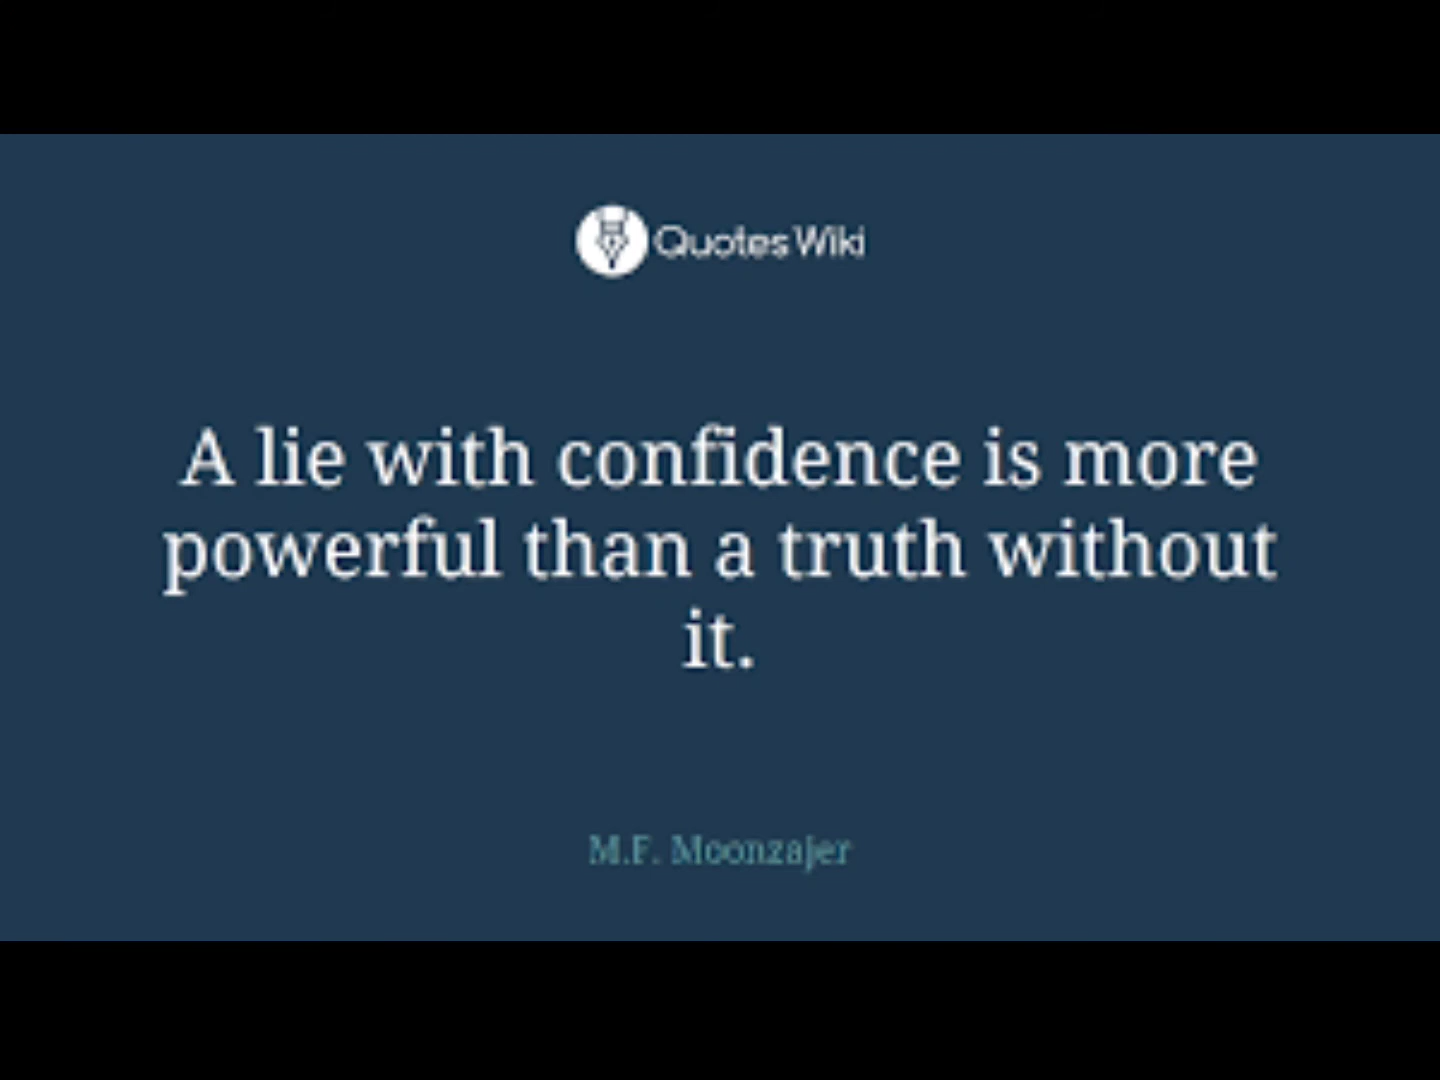 Quotes Wiki
A lie with confidence is more
powerful than a truth without
it.
M.F. Moonzajer